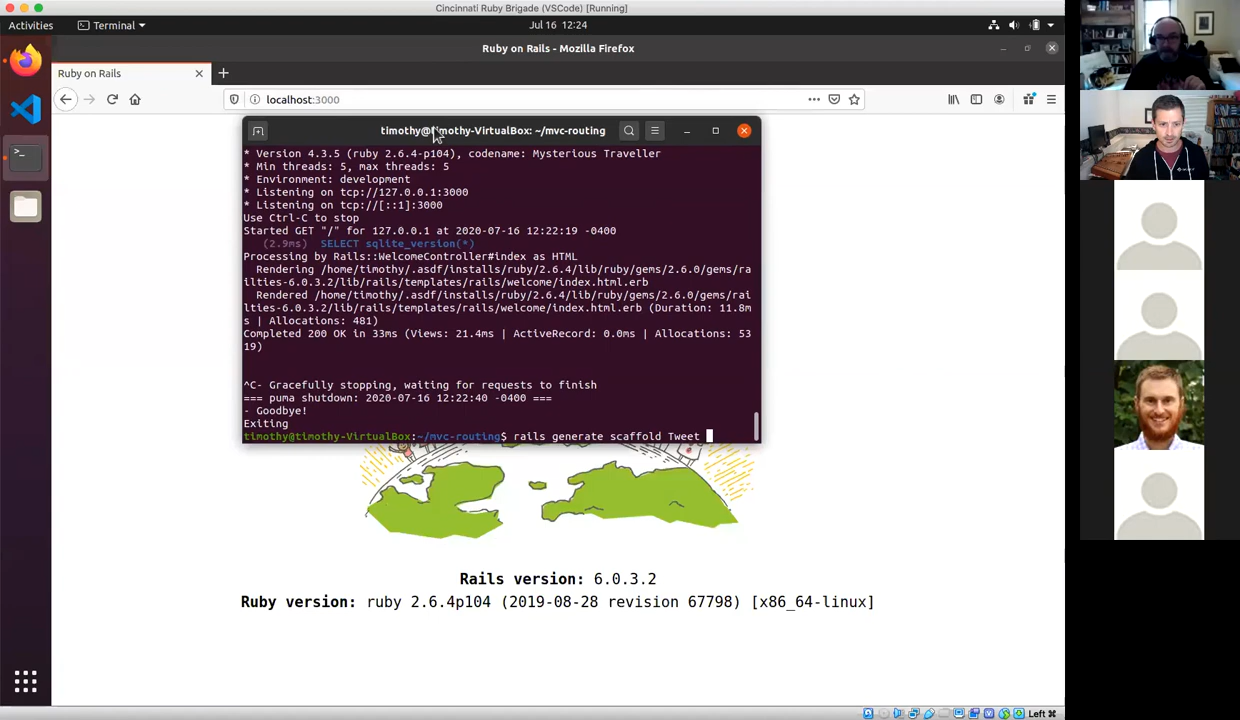 Cincinnati Ruby Brigade (VSCode) [Running]
Activities
Terminal
Jul 16 12:24
Ruby on Rails - Mozilla Firefox
Ruby on Rails
localhost:3000
timothy@timothy-VirtualBox: ~/mvc-routing
* Version 4.3.5 (ruby 2.6.4-p104), codename: Mysterious Traveller
* Min threads: 5, max threads: 5
* Environment: development
* Listening on tcp://127.0.0.1:3000
* Listening on tcp://[::1]:3000
Use Ctrl-C to stop
Started GET "/" for 127.0.0.1 at 2020-07-16 12:22:19 -0400
(2.9ms)  SELECT sqlite_version(*)
Processing by Rails::WelcomeController#index as HTML
Rendering /home/timothy/.asdf/installs/ruby/2.6.4/lib/ruby/gems/2.6.0/gems/ra
ilties-6.0.3.2/lib/rails/templates/rails/welcome/index.html.erb
Rendered /home/timothy/.asdf/installs/ruby/2.6.4/lib/ruby/gems/2.6.0/gems/rai
lties-6.0.3.2/lib/rails/templates/rails/welcome/index.html.erb (Duration: 11.8m
s | Allocations: 481)
Completed 200 OK in 33ms (Views: 21.4ms | ActiveRecord: 0.0ms | Allocations: 53
19)
^C- Gracefully stopping, waiting for requests to finish
=== puma shutdown: 2020-07-16 12:22:40 -0400 ===
- Goodbye!
Exiting
timothy@timothy-VirtualBox:~/mvc-routing$ rails generate scaffold Tweet
Rails version: 6.0.3.2
Ruby version: ruby 2.6.4p104 (2019-08-28 revision 67798) [x86_64-linux]
Left ⌘